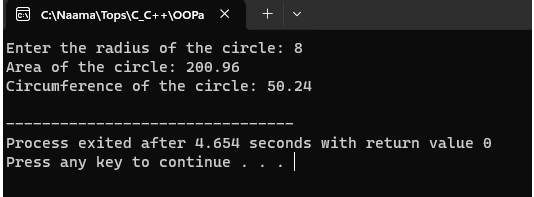 C:\Naama\Tops\C_C++\OOPa
Enter the radius of the circle: 8
Area of the circle: 200.96
Circumference of the circle: 50.24
--------------------------------
Process exited after 4.654 seconds with return value 0
Press any key to continue . . .